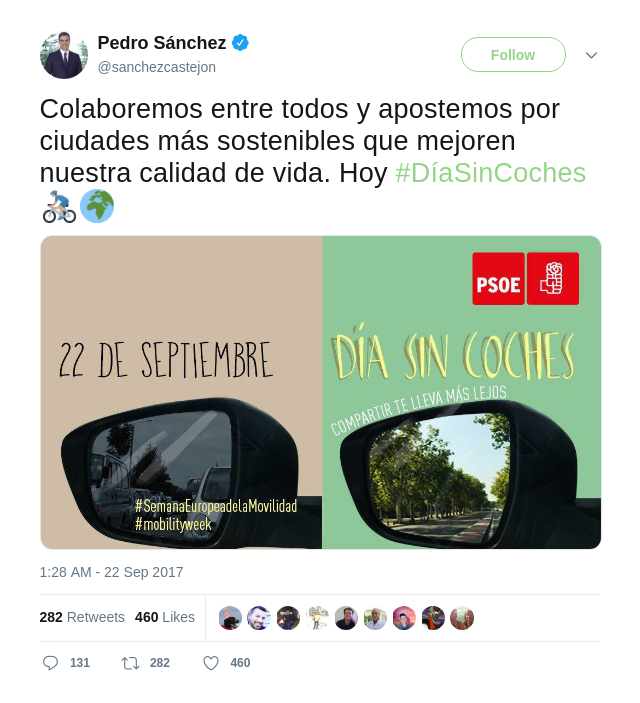 Pedro Sánchez
@sanchezcastejon
Follow
Colaboremos entre todos y apostemos por
ciudades más sostenibles que mejoren
nuestra calidad de vida. Hoy #DíaSinCoches
PSOE
22 DE SEPTIEMBRE
DÍA SIN COCHES
COMPARTIR TE LLEVA MÁS LEJOS
#SemanaEuropeadelaMovilidad
#mobilityweek
1:28 AM - 22 Sep 2017
282 Retweets 460 Likes
131 282 460